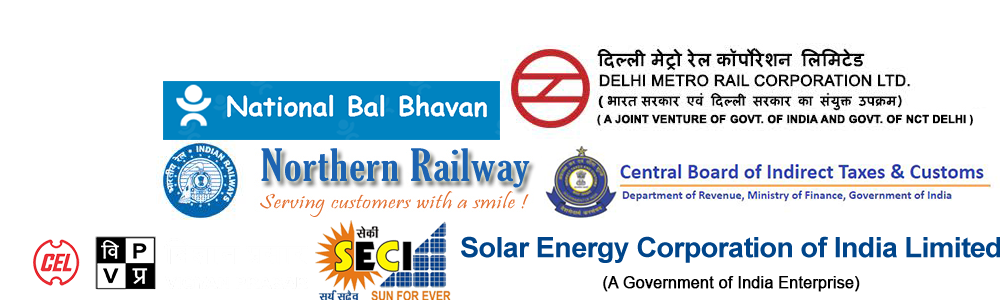 दिल्ली मेट्रो रेल कॉर्पोरेशन लिमिटेड
DELHI METRO RAIL CORPORATION LTD.
( भारत सरकार एवं दिल्ली सरकार का संयुक्त उपक्रम)
( A JOINT VENTURE OF GOVT. OF INDIA AND GOVT. OF NCT DELHI )
National Bal Bhavan
भारतीय रेल INDIAN RAILWAYS
Northern Railway
Serving customers with a smile !
Central Board of Indirect Taxes & Customs
Department of Revenue, Ministry of Finance, Government of India
CEL
वि P
V प्र
सेकी
SECI
सूर्य सदैव SUN FOR EVER
Solar Energy Corporation of India Limited
(A Government of India Enterprise)